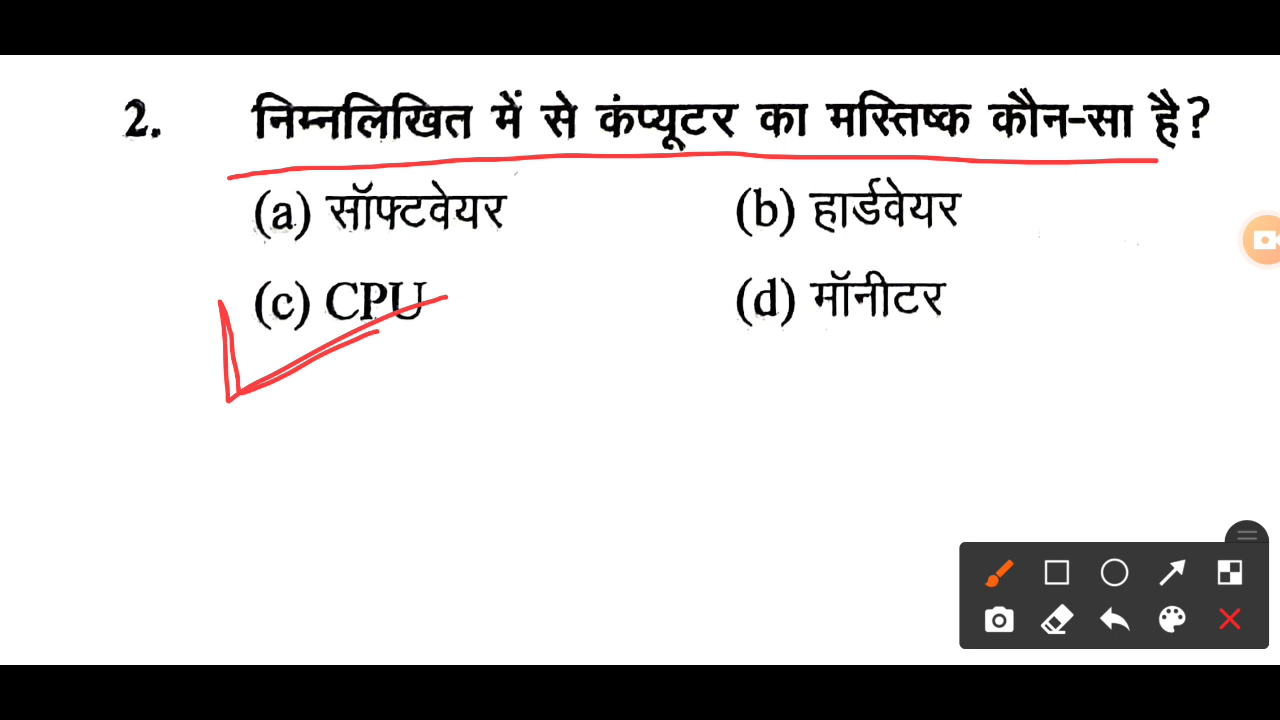 2. निम्नलिखित में से कंप्यूटर का मस्तिष्क कौन-सा है?
(a) सॉफ्टवेयर (b) हार्डवेयर
(c) CPU (d) मॉनीटर